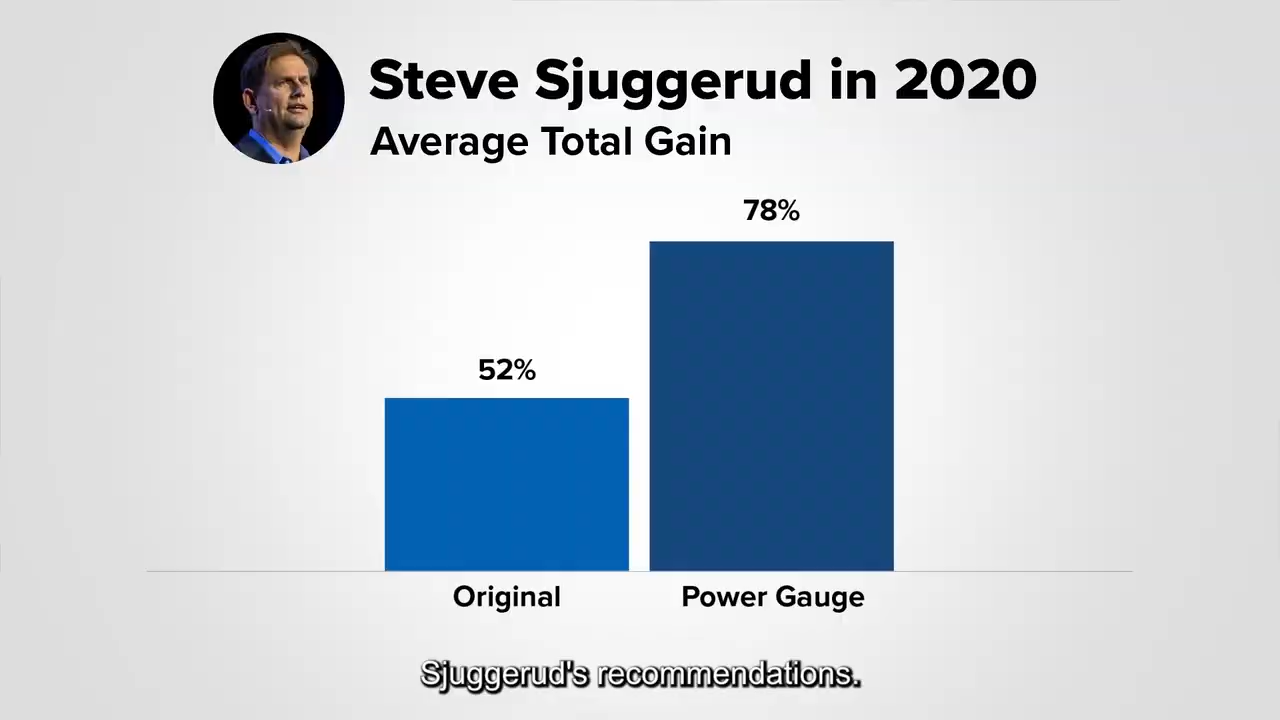 Steve Sjuggerud in 2020
Average Total Gain
78%
52%
Original
Power Gauge
Sjuggerud's recommendations.